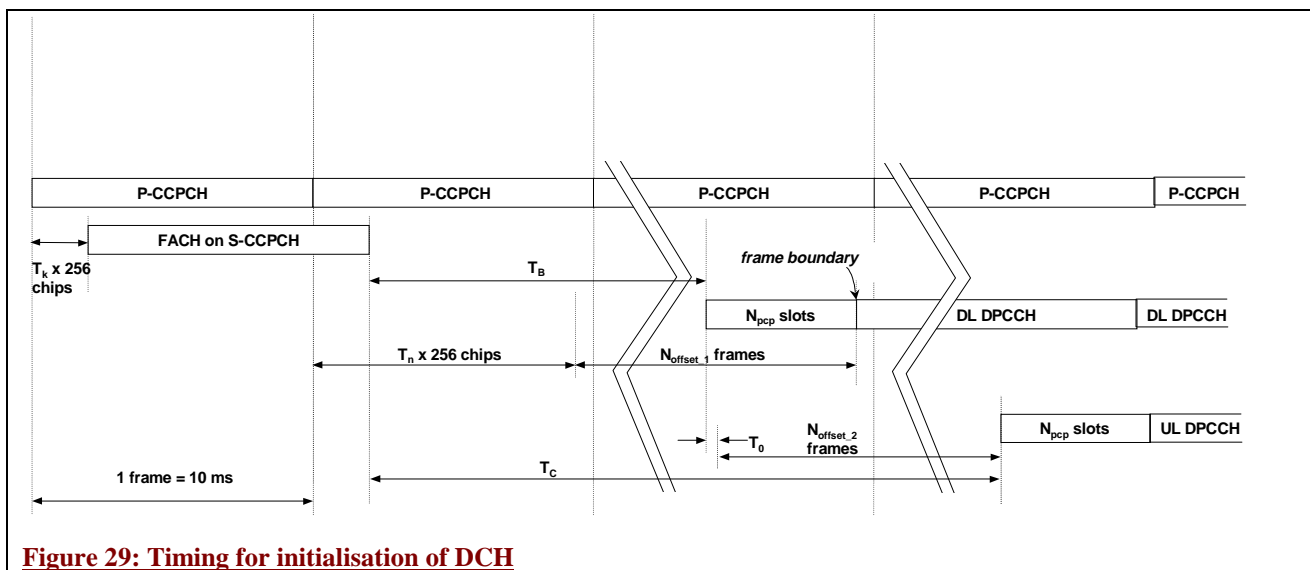 P-CCPCH P-CCPCH P-CCPCH P-CCPCH P-CCPCH
FACH on S-CCPCH
T_k x 256
chips
T_B
frame boundary
N_pcp slots DL DPCCH DL DPCCH
T_n x 256 chips
N_offset_1 frames
N_pcp slots UL DPCCH
T_0
N_offset_2
frames
T_C
1 frame = 10 ms
Figure 29: Timing for initialisation of DCH